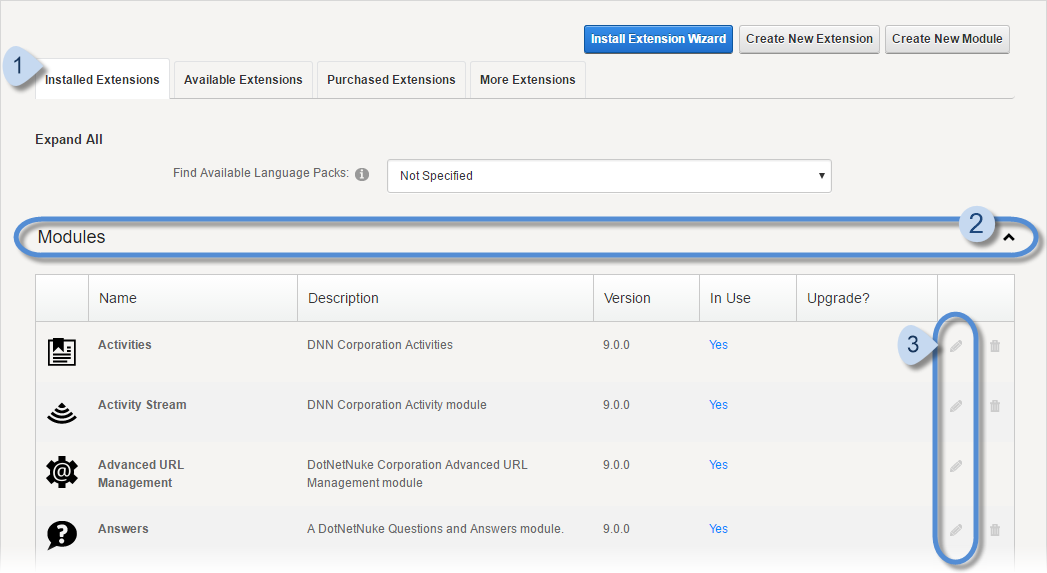 Install Extension Wizard Create New Extension Create New Module
1
Installed Extensions Available Extensions Purchased Extensions More Extensions
Expand All
Find Available Language Packs: i Not Specified
Modules 2
Name Description Version In Use Upgrade?
Activities DNN Corporation Activities 9.0.0 Yes 3
Activity Stream DNN Corporation Activity module 9.0.0 Yes
Advanced URL DotNetNuke Corporation Advanced URL 9.0.0 Yes
Management Management module
Answers A DotNetNuke Questions and Answers module. 9.0.0 Yes